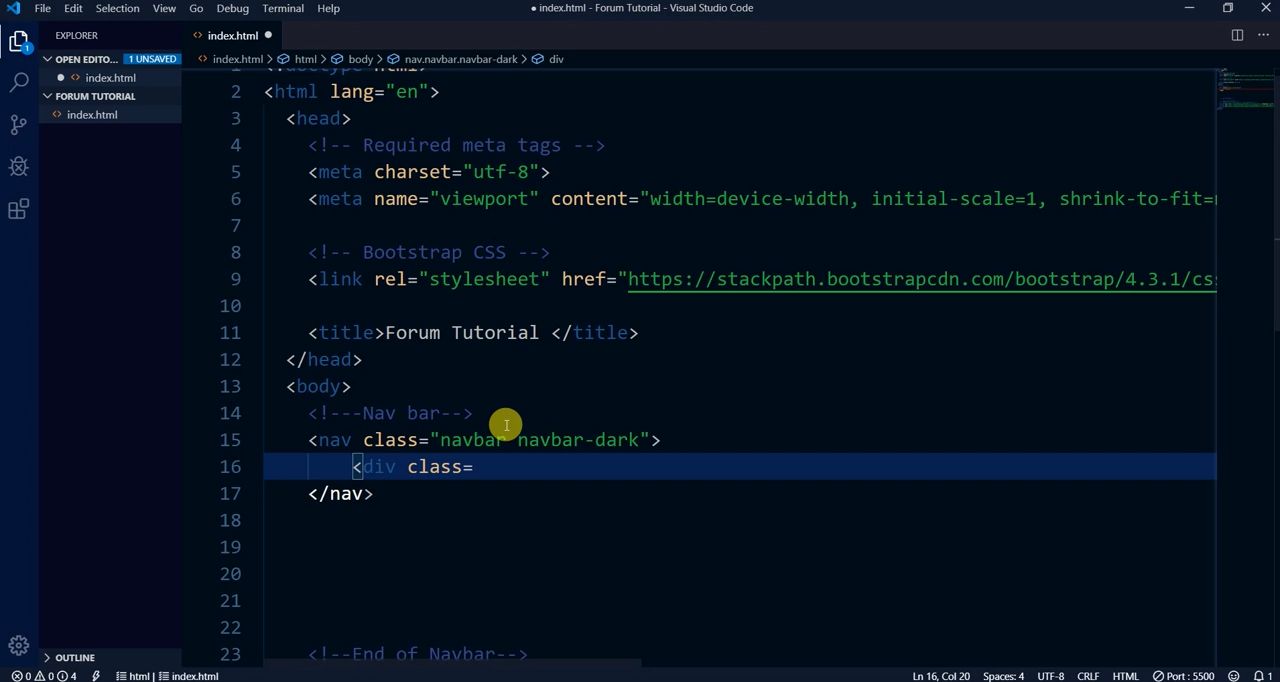 File Edit Selection View Go Debug Terminal Help
● index.html - Forum Tutorial - Visual Studio Code
EXPLORER
OPEN EDITO... 1 UNSAVED
index.html
FORUM TUTORIAL
index.html
OUTLINE
1
index.html
index.html > html > body > nav.navbar.navbar-dark > div
2 <html lang="en">
3 <head>
4 <!-- Required meta tags -->
5 <meta charset="utf-8">
6 <meta name="viewport" content="width=device-width, initial-scale=1, shrink-to-fit=
7
8 <!-- Bootstrap CSS -->
9 <link rel="stylesheet" href="https://stackpath.bootstrapcdn.com/bootstrap/4.3.1/cs
10
11 <title>Forum Tutorial </title>
12 </head>
13 <body>
14 <!---Nav bar-->
15 <nav class="navbar navbar-dark">
16 <div class=
17 </nav>
18
19
20
21
22
23 <!--End of Navbar-->
0 0 4 html | index.html
Ln 16, Col 20 Spaces: 4 UTF-8 CRLF HTML Port : 5500 1